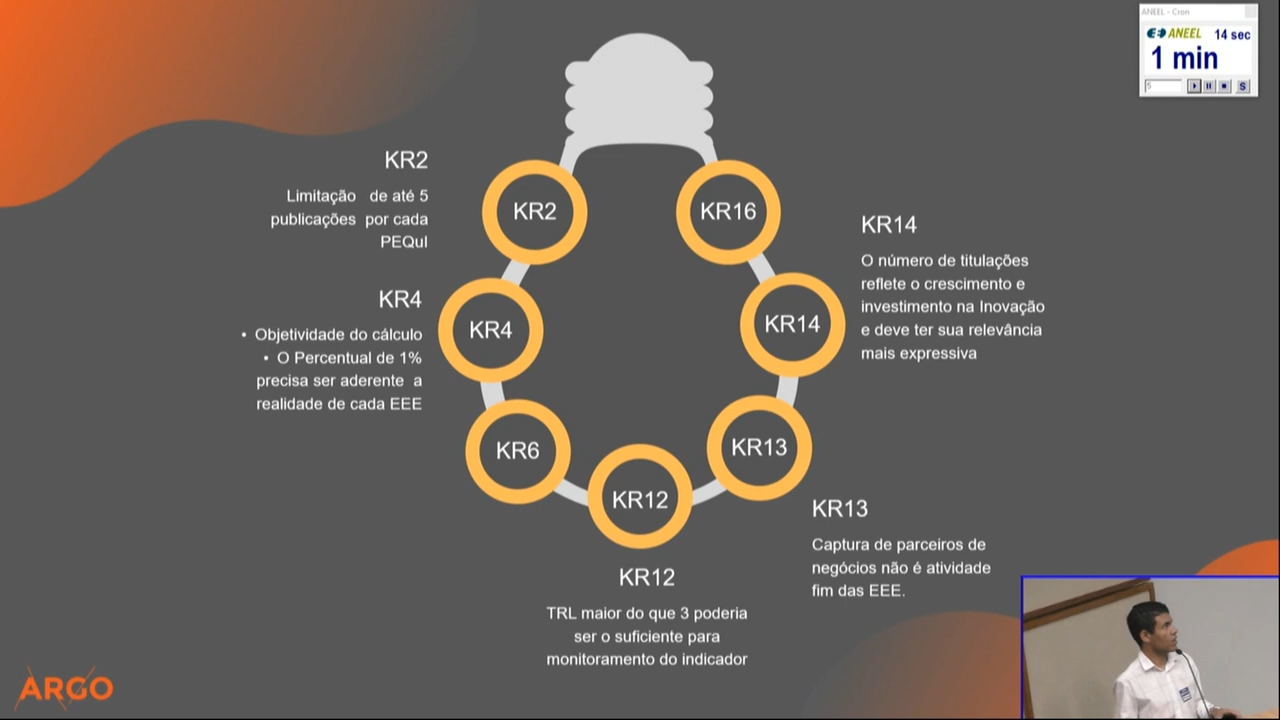 ANEEL - Cron
ANEEL 14 sec
1 min
5
S
KR2
Limitação de até 5
publicações por cada
PEQuI
KR4
• Objetividade do cálculo
• O Percentual de 1%
precisa ser aderente a
realidade de cada EEE
KR2
KR16
KR4
KR14
KR6
KR13
KR12
KR14
O número de titulações
reflete o crescimento e
investimento na Inovação
e deve ter sua relevância
mais expressiva
KR13
Captura de parceiros de
negócios não é atividade
fim das EEE.
KR12
TRL maior do que 3 poderia
ser o suficiente para
monitoramento do indicador
ARGO